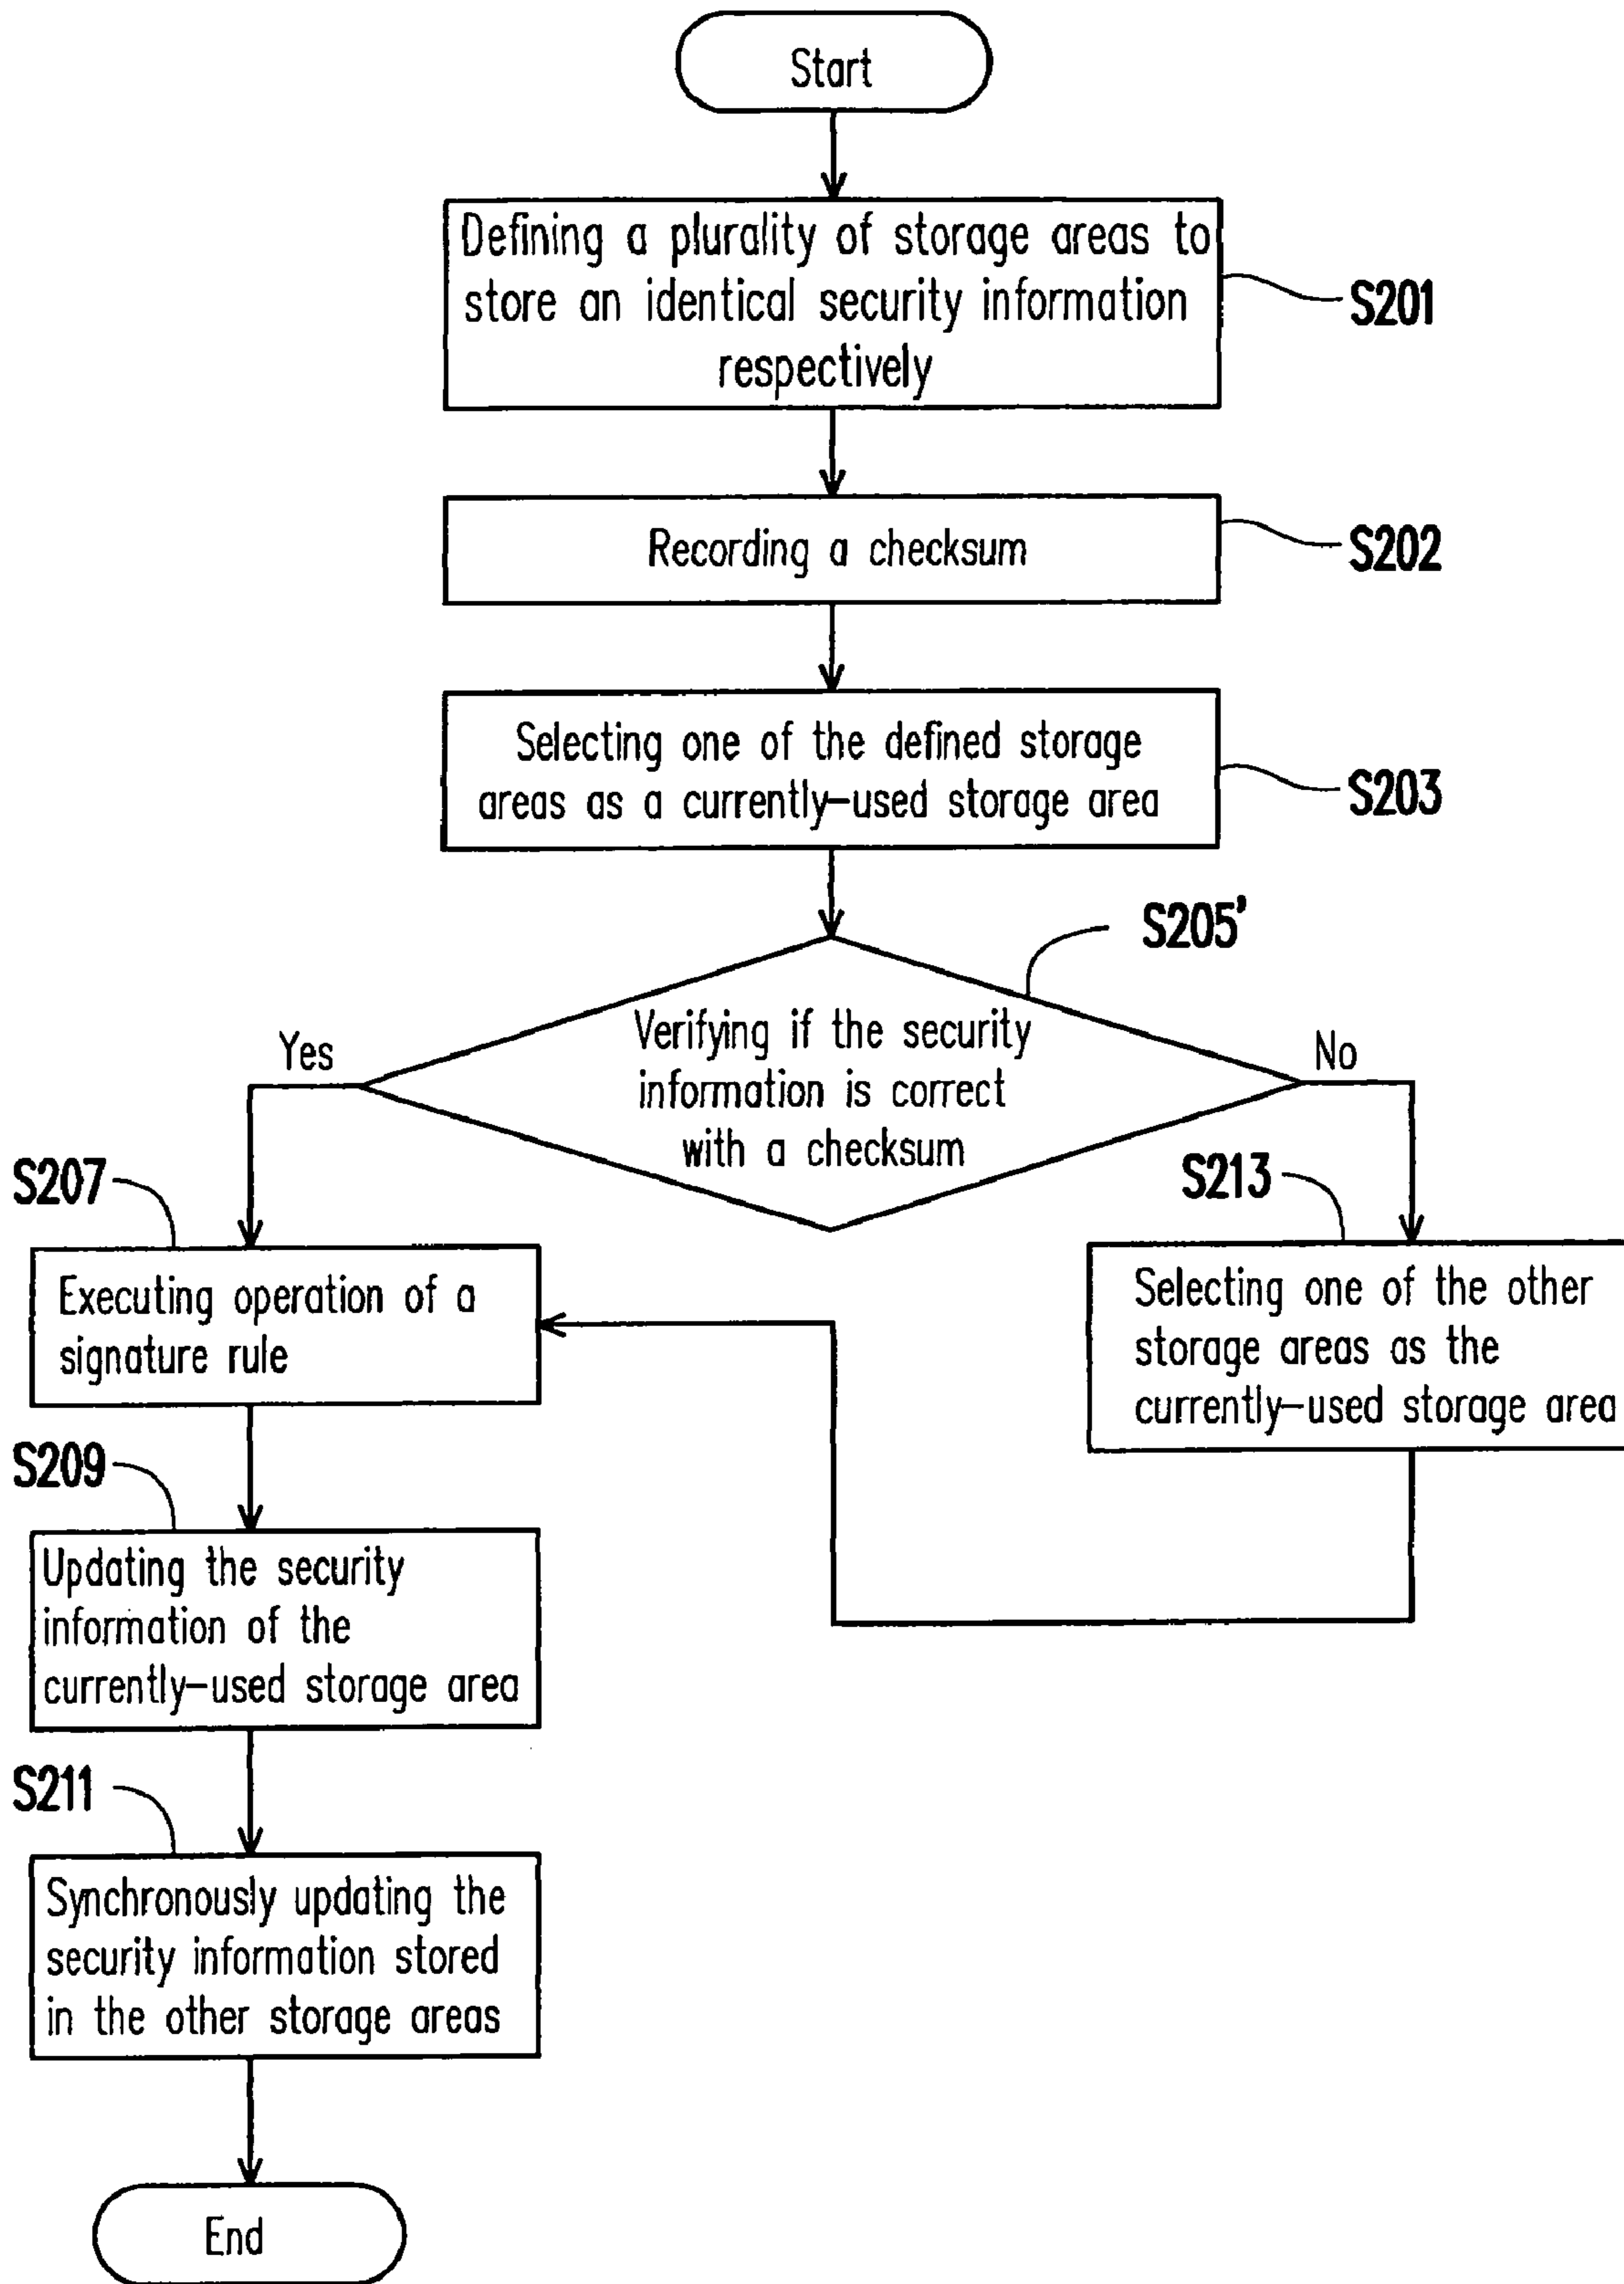 Start
Defining a plurality of storage areas to
store an identical security information
respectively
S201
Recording a checksum
S202
Selecting one of the defined storage
areas as a currently-used storage area
S203
S205'
Verifying if the security
information is correct
with a checksum
Yes
No
S207
Executing operation of a
signature rule
S213
Selecting one of the other
storage areas as the
currently-used storage area
S209
Updating the security
information of the
currently-used storage area
S211
Synchronously updating the
security information stored
in the other storage areas
End